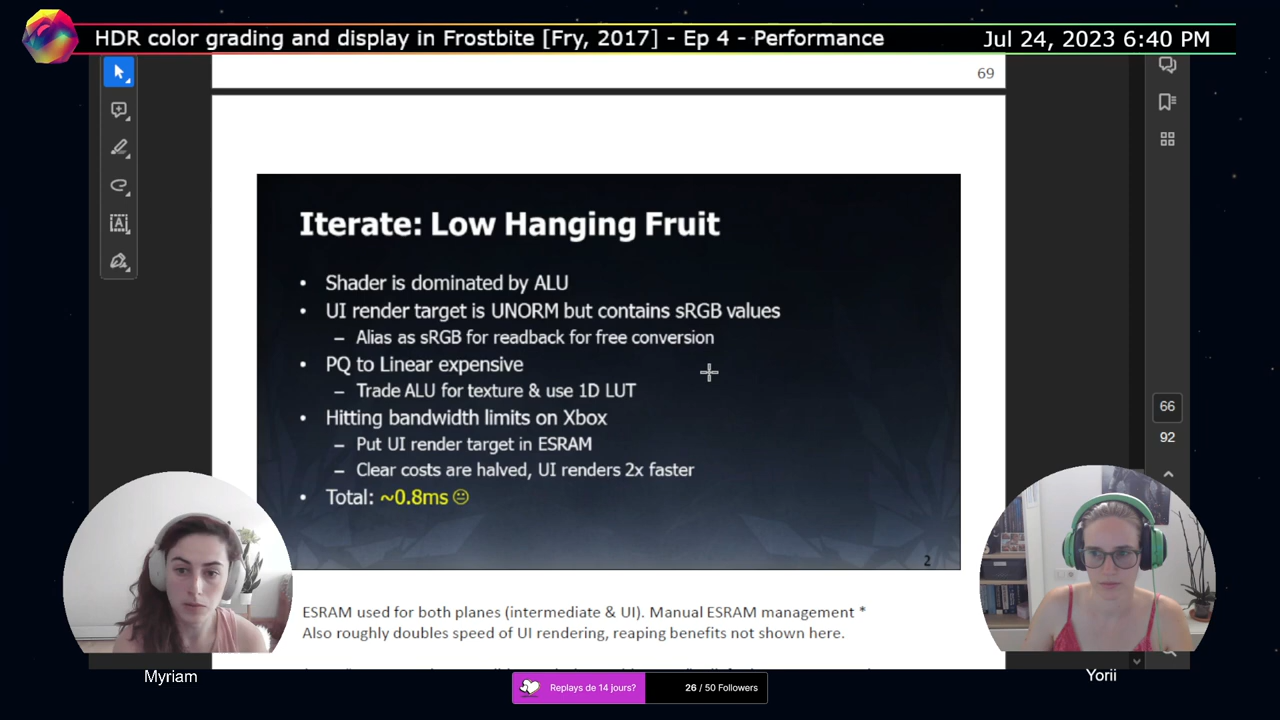 HDR color grading and display in Frostbite [Fry, 2017] - Ep 4 - Performance
Jul 24, 2023 6:40 PM
69
Iterate: Low Hanging Fruit
• Shader is dominated by ALU
• UI render target is UNORM but contains sRGB values
– Alias as sRGB for readback for free conversion
• PQ to Linear expensive
– Trade ALU for texture & use 1D LUT
• Hitting bandwidth limits on Xbox
– Put UI render target in ESRAM
– Clear costs are halved, UI renders 2x faster
• Total: ~0.8ms 😐
2
ESRAM used for both planes (intermediate & UI). Manual ESRAM management *
Also roughly doubles speed of UI rendering, reaping benefits not shown here.
66
92
Myriam
Yorii
Replays de 14 jours?
26 / 50 Followers